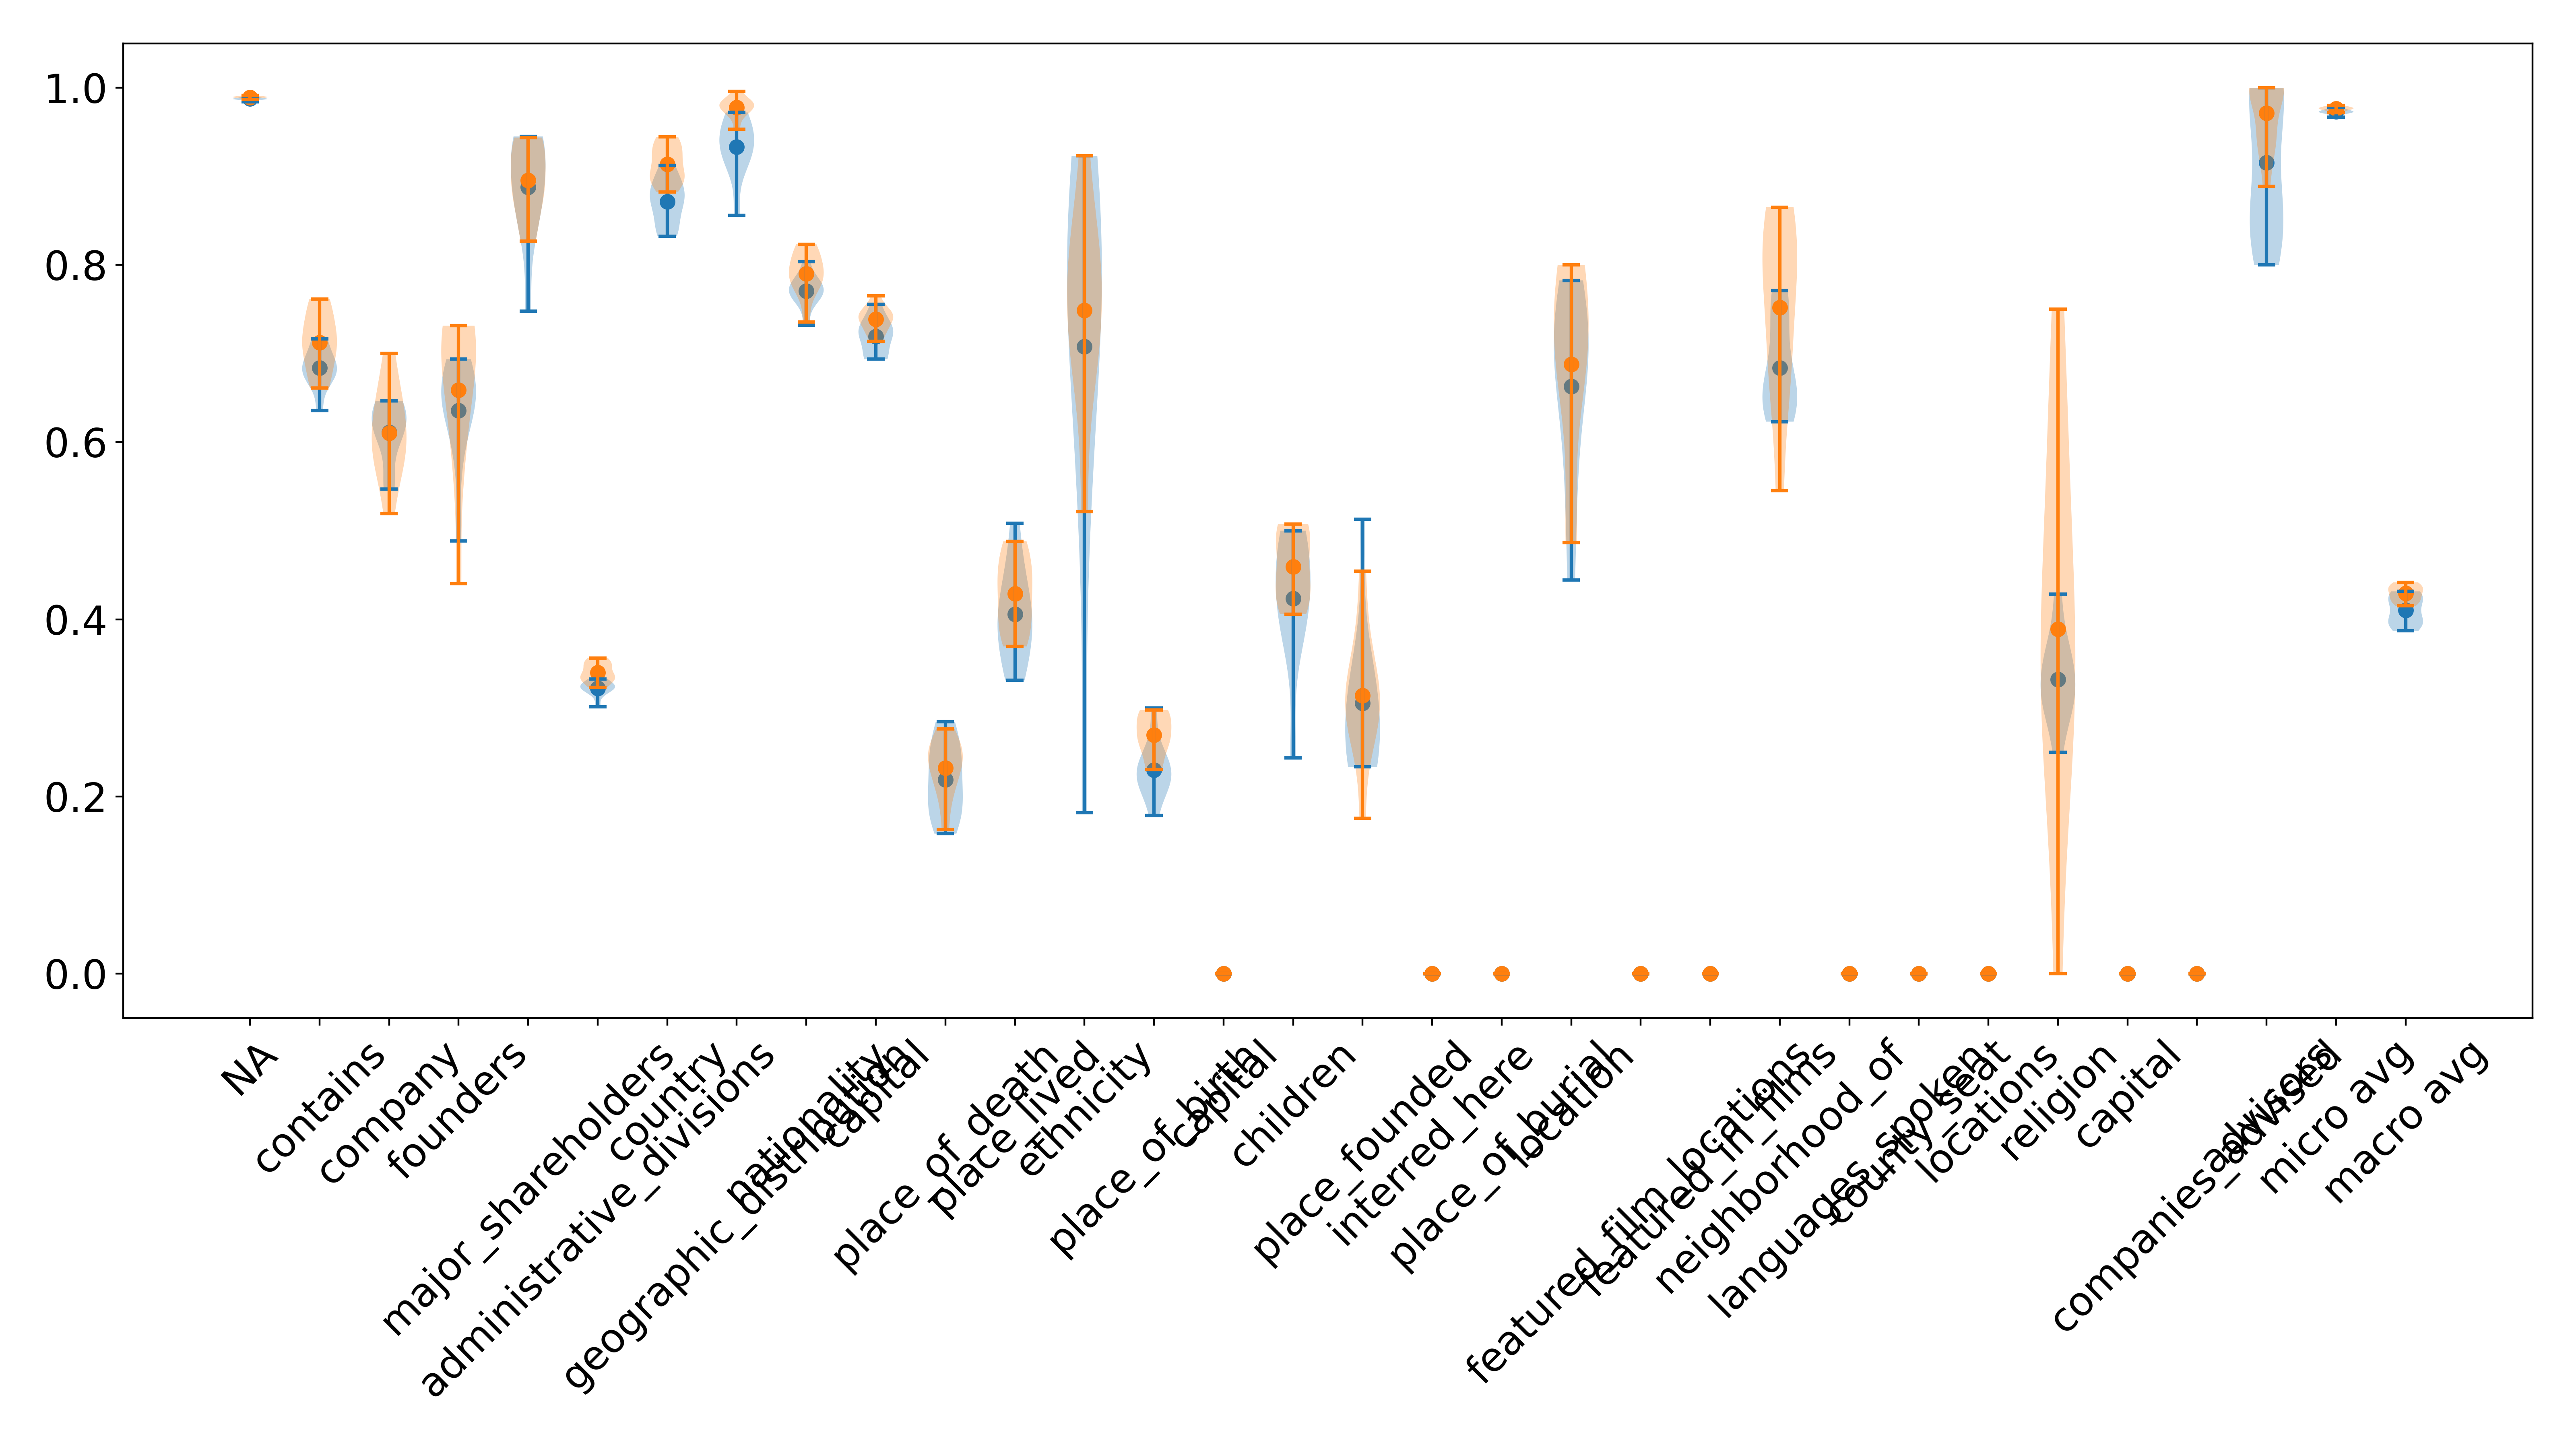 1.0
0.8
0.6
0.4
0.2
0.0
NA
contains
company
founders
major_shareholders
country
administrative_divisions
nationality
geographic_distribution
capital
place_of_death
place_lived
ethnicity
place_of_birth
capital
children
place_founded
interred_here
place_of_burial
location
featured_film_locations
featured_in_films
neighborhood_of
languages_spoken
county_seat
locations
religion
capital
companies_advised
advisors
micro avg
macro avg